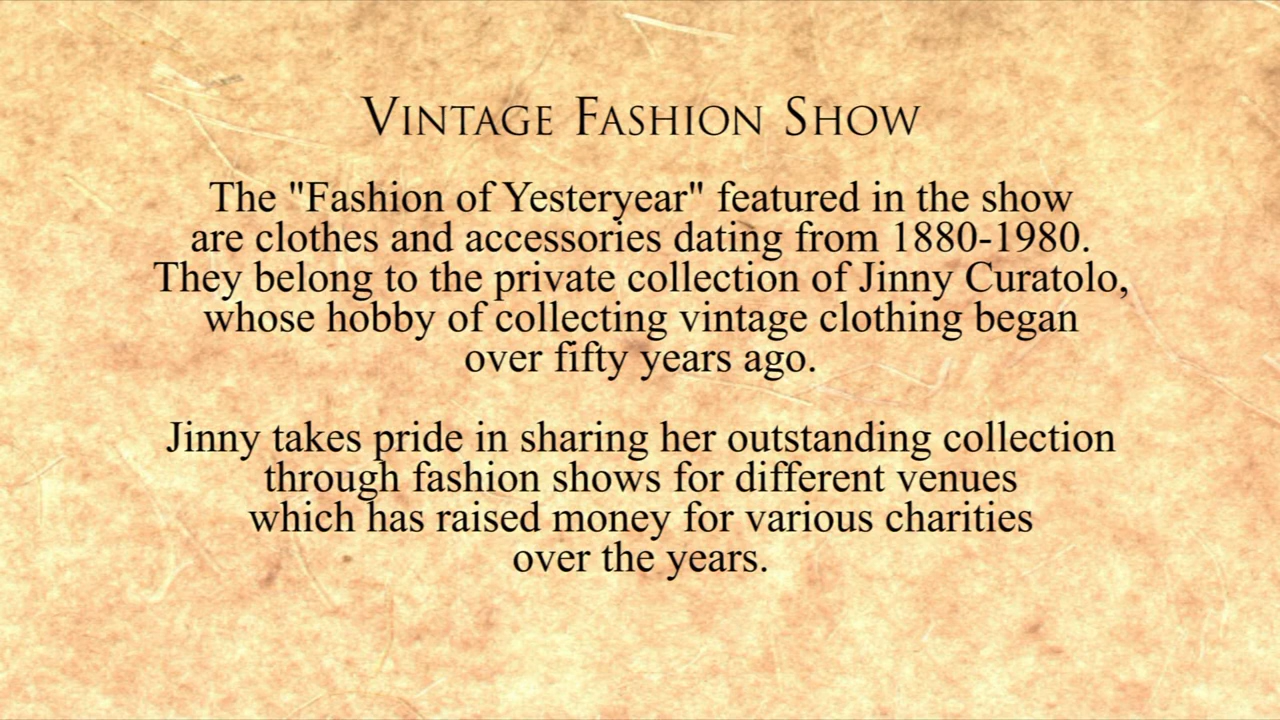 Vintage Fashion Show
The "Fashion of Yesteryear" featured in the show
are clothes and accessories dating from 1880-1980.
They belong to the private collection of Jinny Curatolo,
whose hobby of collecting vintage clothing began
over fifty years ago.
Jinny takes pride in sharing her outstanding collection
through fashion shows for different venues
which has raised money for various charities
over the years.